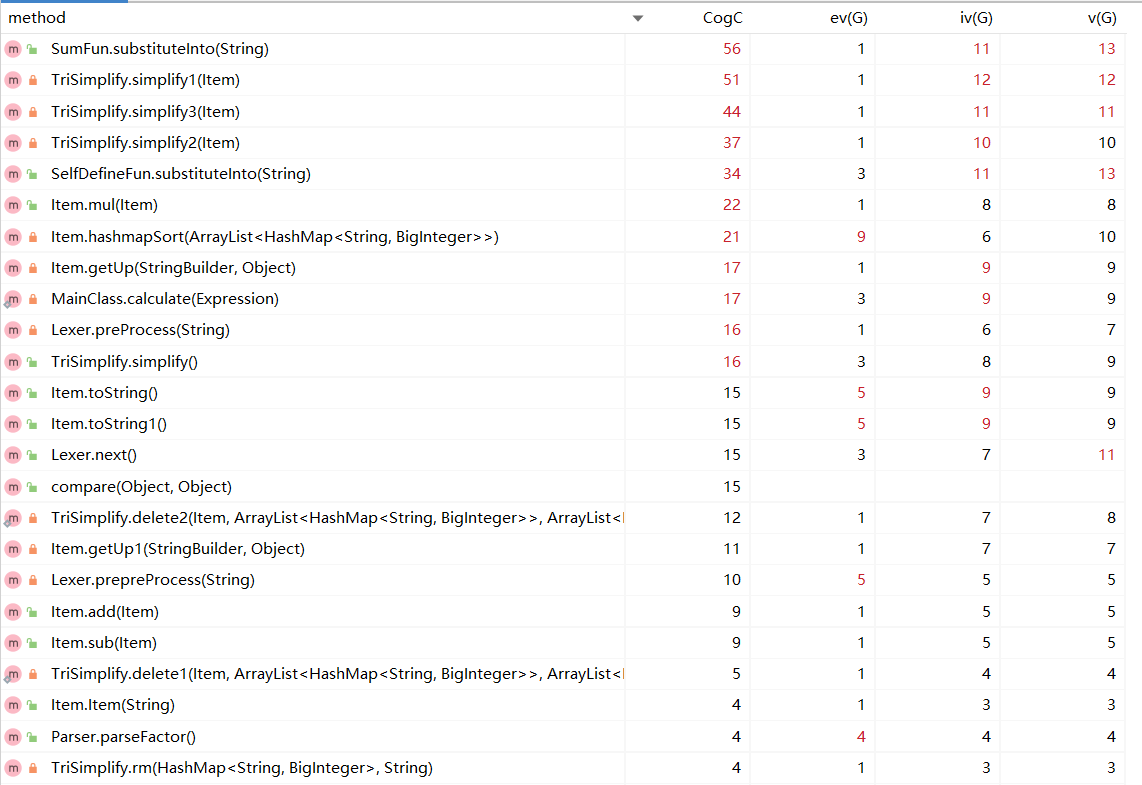 method CogC ev(G) iv(G) v(G)
SumFun.substituteInto(String) 56 1 11 13
TriSimplify.simplify1(Item) 51 1 12 12
TriSimplify.simplify3(Item) 44 1 11 11
TriSimplify.simplify2(Item) 37 1 10 10
SelfDefineFun.substituteInto(String) 34 3 11 13
Item.mul(Item) 22 1 8 8
Item.hashmapSort(ArrayList<HashMap<String, BigInteger>>) 21 9 6 10
Item.getUp(StringBuilder, Object) 17 1 9 9
MainClass.calculate(Expression) 17 3 9 9
Lexer.preProcess(String) 16 1 6 7
TriSimplify.simplify() 16 3 8 9
Item.toString() 15 5 9 9
Item.toString1() 15 5 9 9
Lexer.next() 15 3 7 11
compare(Object, Object) 15
TriSimplify.delete2(Item, ArrayList<HashMap<String, BigInteger>>, ArrayList< 12 1 7 8
Item.getUp1(StringBuilder, Object) 11 1 7 7
Lexer.prepreProcess(String) 10 5 5 5
Item.add(Item) 9 1 5 5
Item.sub(Item) 9 1 5 5
TriSimplify.delete1(Item, ArrayList<HashMap<String, BigInteger>>, ArrayList< 5 1 4 4
Item.Item(String) 4 1 3 3
Parser.parseFactor() 4 4 4 4
TriSimplify.rm(HashMap<String, BigInteger>, String) 4 1 3 3